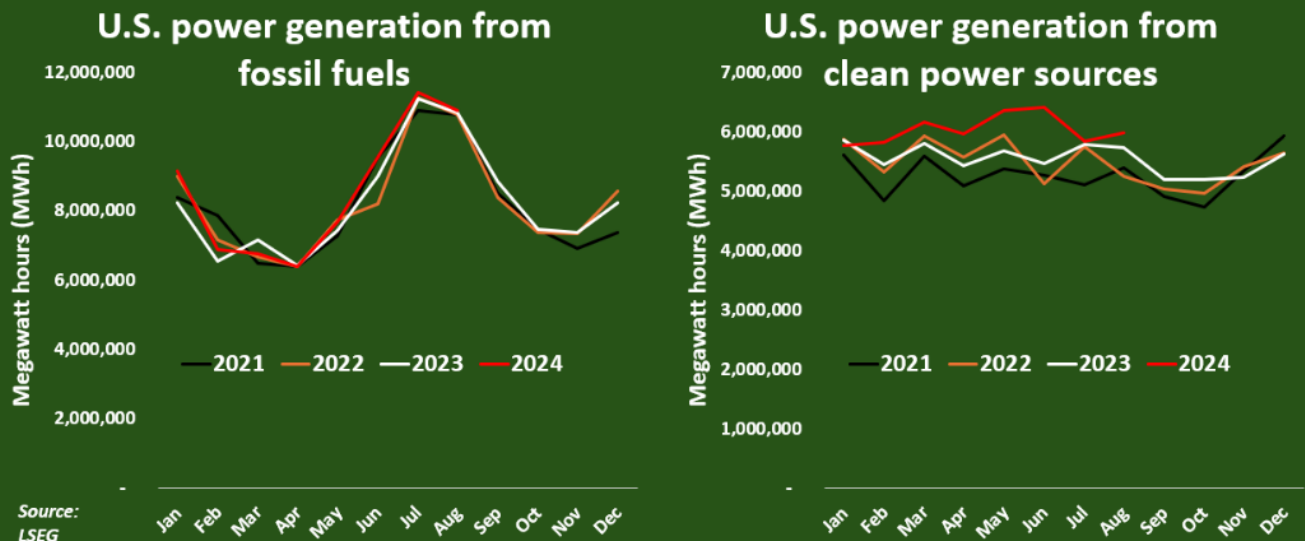 U.S. power generation from
fossil fuels
12,000,000
10,000,000
8,000,000
6,000,000
4,000,000
2,000,000
-
Megawatt hours (MWh)
2021 2022 2023 2024
Jan Feb Mar Apr May Jun Jul Aug Sep Oct Nov Dec
Source:
LSEG
U.S. power generation from
clean power sources
7,000,000
6,000,000
5,000,000
4,000,000
3,000,000
2,000,000
1,000,000
-
Megawatt hours (MWh)
2021 2022 2023 2024
Jan Feb Mar Apr May Jun Jul Aug Sep Oct Nov Dec